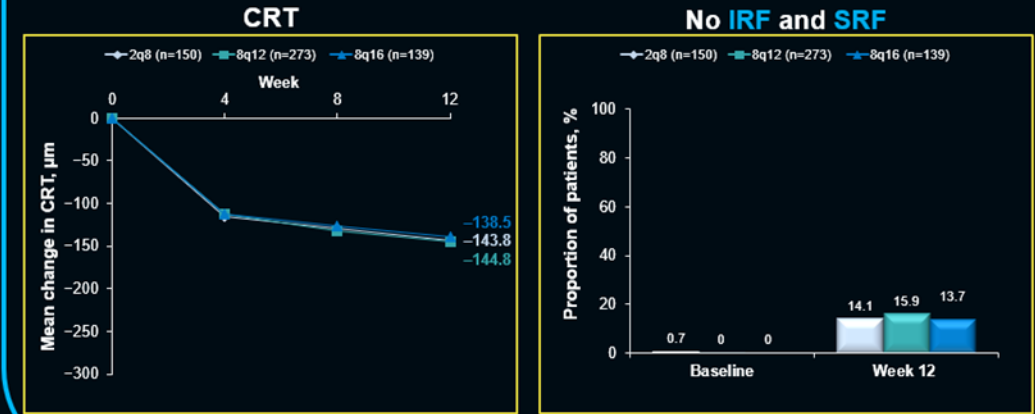 CRT
2q8 (n=150) 8q12 (n=273) 8q16 (n=139)
Week
0 4 8 12
0
−50
−100
−150
−200
−250
−300
Mean change in CRT, µm
−138.5
−143.8
−144.8
No IRF and SRF
2q8 (n=150) 8q12 (n=273) 8q16 (n=139)
Proportion of patients, %
100
80
60
40
20
0
0.7 0 0
14.1 15.9 13.7
Baseline Week 12